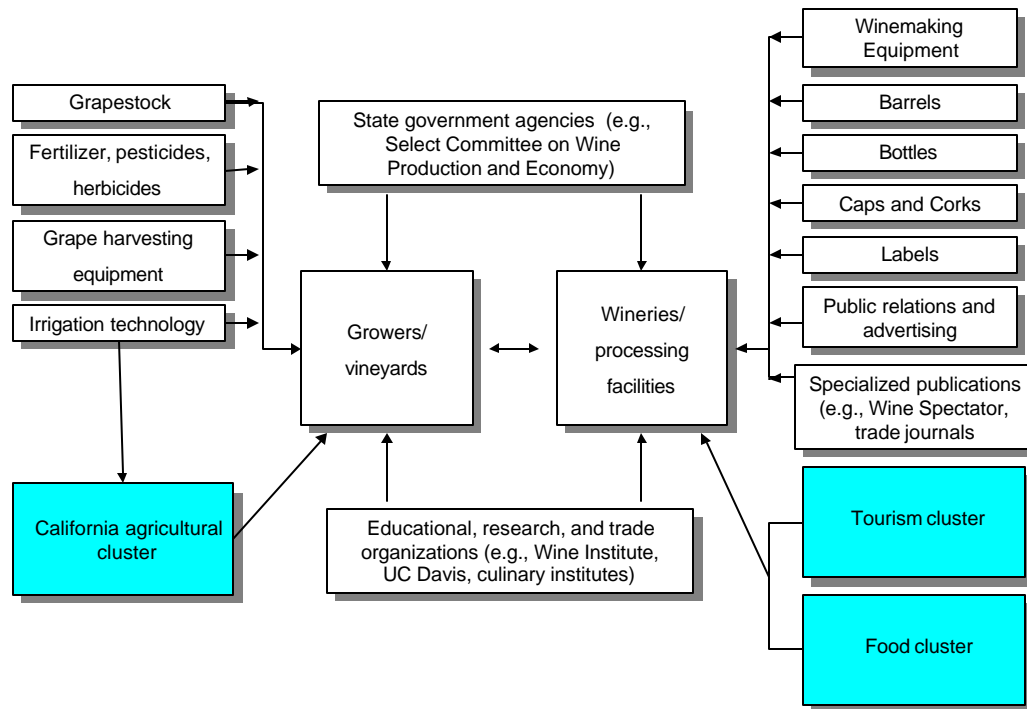 Grapestock
Fertilizer, pesticides,
herbicides
Grape harvesting
equipment
Irrigation technology
California agricultural
cluster
State government agencies (e.g.,
Select Committee on Wine
Production and Economy)
Growers/
vineyards
Wineries/
processing
facilities
Educational, research, and trade
organizations (e.g., Wine Institute,
UC Davis, culinary institutes)
Winemaking
Equipment
Barrels
Bottles
Caps and Corks
Labels
Public relations and
advertising
Specialized publications
(e.g., Wine Spectator,
trade journals
Tourism cluster
Food cluster